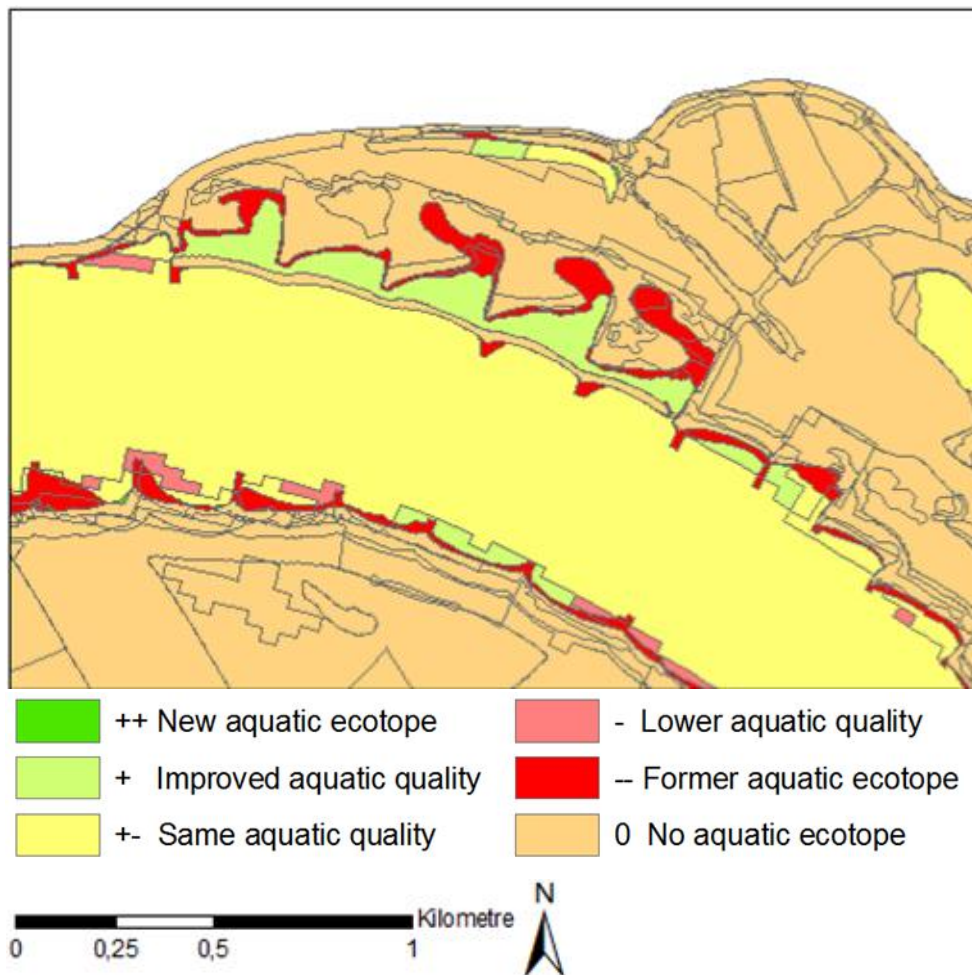 ++ New aquatic ecotope
+ Improved aquatic quality
+- Same aquatic quality
- Lower aquatic quality
-- Former aquatic ecotope
0 No aquatic ecotope
Kilometre
0 0,25 0,5 1
N